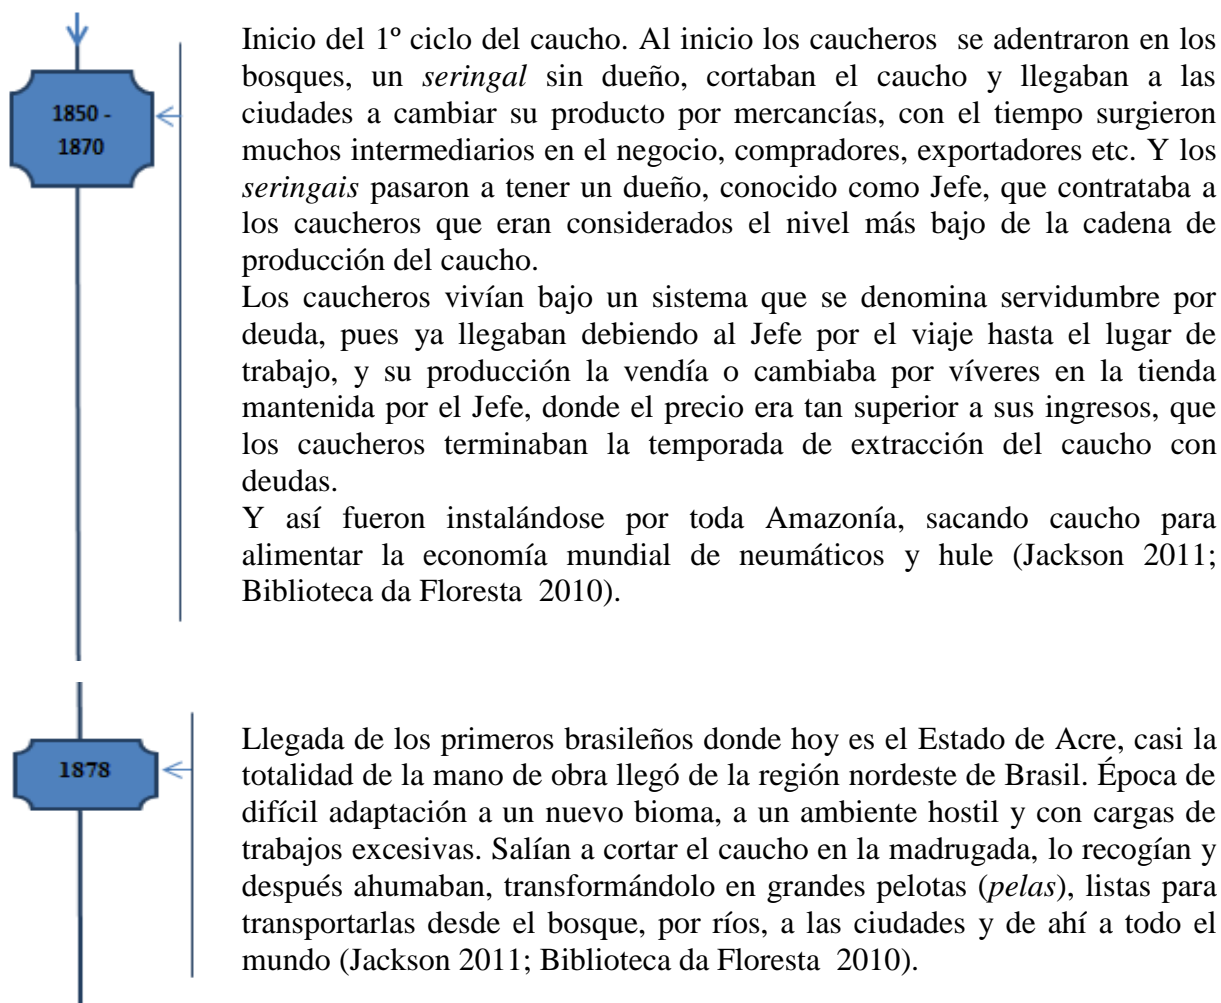 1850 -
1870
Inicio del 1º ciclo del caucho. Al inicio los caucheros se adentraron en los
bosques, un seringal sin dueño, cortaban el caucho y llegaban a las
ciudades a cambiar su producto por mercancías, con el tiempo surgieron
muchos intermediarios en el negocio, compradores, exportadores etc. Y los
seringais pasaron a tener un dueño, conocido como Jefe, que contrataba a
los caucheros que eran considerados el nivel más bajo de la cadena de
producción del caucho.
Los caucheros vivían bajo un sistema que se denomina servidumbre por
deuda, pues ya llegaban debiendo al Jefe por el viaje hasta el lugar de
trabajo, y su producción la vendía o cambiaba por víveres en la tienda
mantenida por el Jefe, donde el precio era tan superior a sus ingresos, que
los caucheros terminaban la temporada de extracción del caucho con
deudas.
Y así fueron instalándose por toda Amazonía, sacando caucho para
alimentar la economía mundial de neumáticos y hule (Jackson 2011;
Biblioteca da Floresta 2010).
1878
Llegada de los primeros brasileños donde hoy es el Estado de Acre, casi la
totalidad de la mano de obra llegó de la región nordeste de Brasil. Época de
difícil adaptación a un nuevo bioma, a un ambiente hostil y con cargas de
trabajos excesivas. Salían a cortar el caucho en la madrugada, lo recogían y
después ahumaban, transformándolo en grandes pelotas (pelas), listas para
transportarlas desde el bosque, por ríos, a las ciudades y de ahí a todo el
mundo (Jackson 2011; Biblioteca da Floresta 2010).